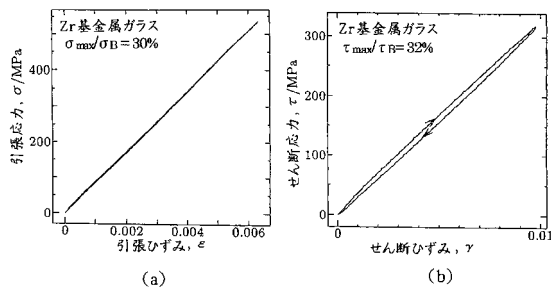 Zr基金属ガラス
σmax/σB=30%
引張応力, σ/MPa
400
200
0
0
0.002
0.004
0.006
引張ひずみ, ε
(a)
Zr基金属ガラス
τmax/τB=32%
せん断応力, τ/MPa
300
200
100
0
0
0.01
せん断ひずみ, γ
(b)